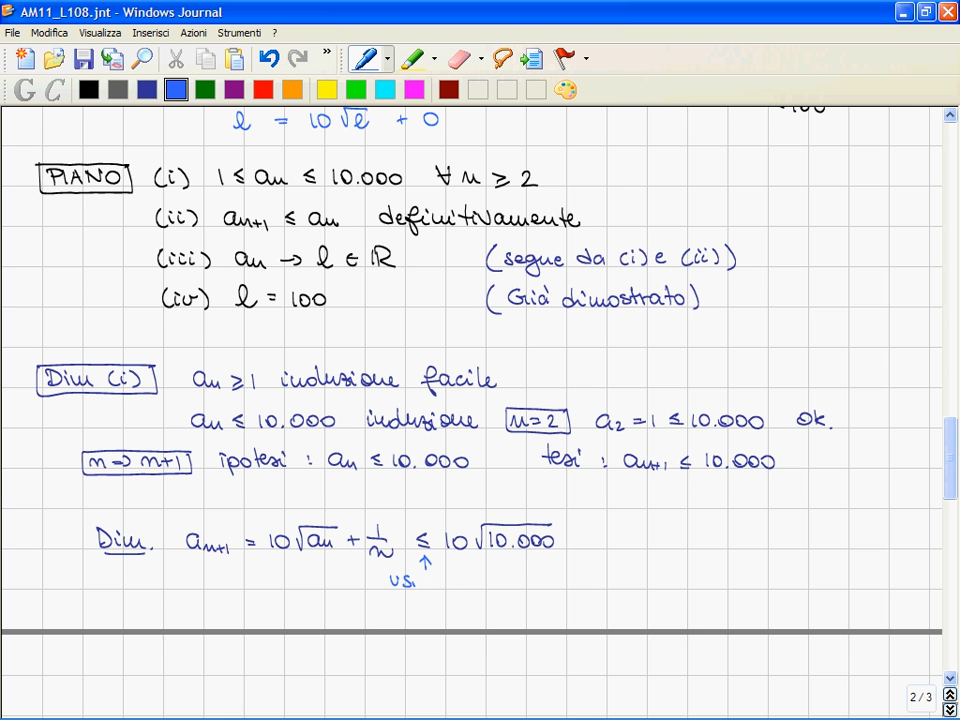 AM11_L108.jnt - Windows Journal
File Modifica Visualizza Inserisci Azioni Strumenti ?
G C
l = 10√l + 0
PIANO (i) 1 ≤ an ≤ 10.000 ∀ n ≥ 2
(ii) an+1 ≤ an definitivamente
(iii) an → l ∈ ℝ (segue da (i) e (ii))
(iv) l = 100 (Già dimostrato)
Dim (i) an ≥ 1 induzione facile
an ≤ 10.000 induzione n=2 a2 = 1 ≤ 10.000 ok.
n => n+1 ipotesi : an ≤ 10.000 tesi : an+1 ≤ 10.000
Dim. an+1 = 10√an + 1/n ≤ 10√10.000
↑
us.
2 / 3